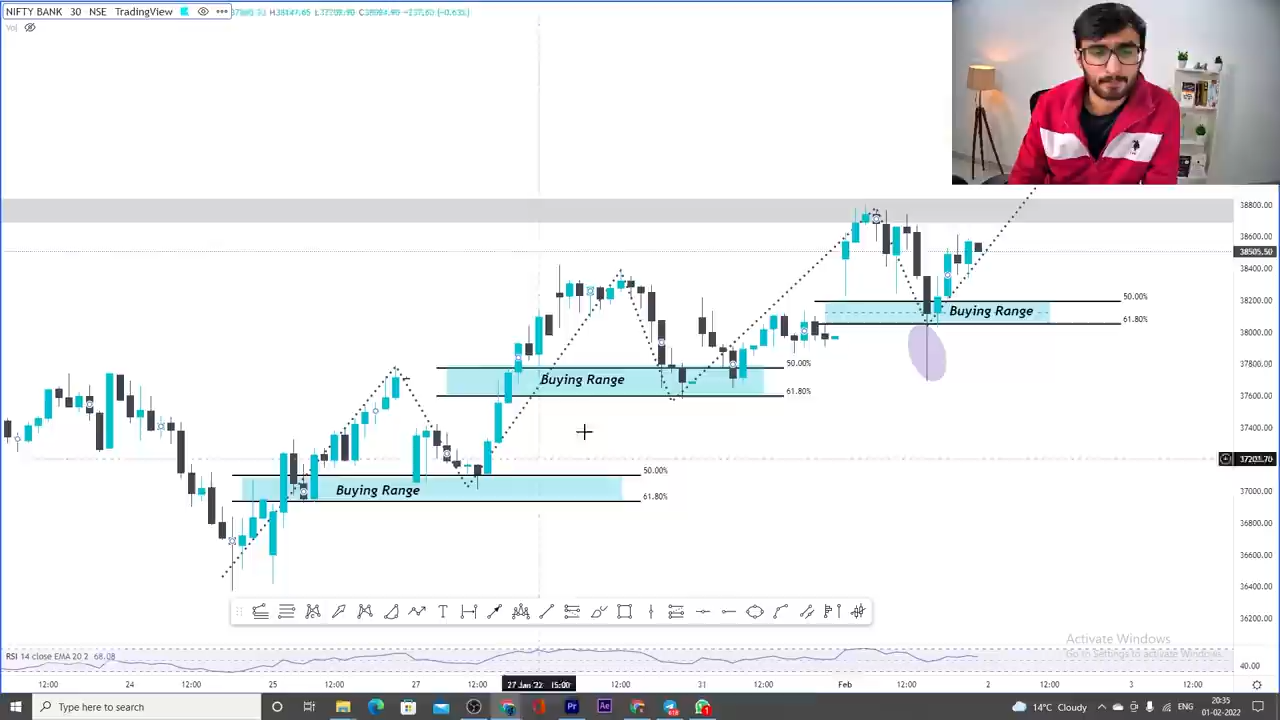 NIFTY BANK 30 NSE TradingView
Vol
38800.00
38600.00
38505.50
38400.00
50.00%
38200.00
Buying Range
61.80%
38000.00
50.00%
37800.00
Buying Range
61.80%
37600.00
37400.00
37203.70
50.00%
37000.00
Buying Range
61.80%
36800.00
36600.00
36400.00
36200.00
Activate Windows
Go to Settings to activate Windows.
RSI 14 close EMA 20 2 68.08
40.00
12:00 24 12:00 25 12:00 27 27 Jan '22 15:00 12:00 31 12:00 Feb 12:00 2 12:00 3 12:00
Type here to search
Pr
Ae
14°C Cloudy
ENG
20:35
01-02-2022